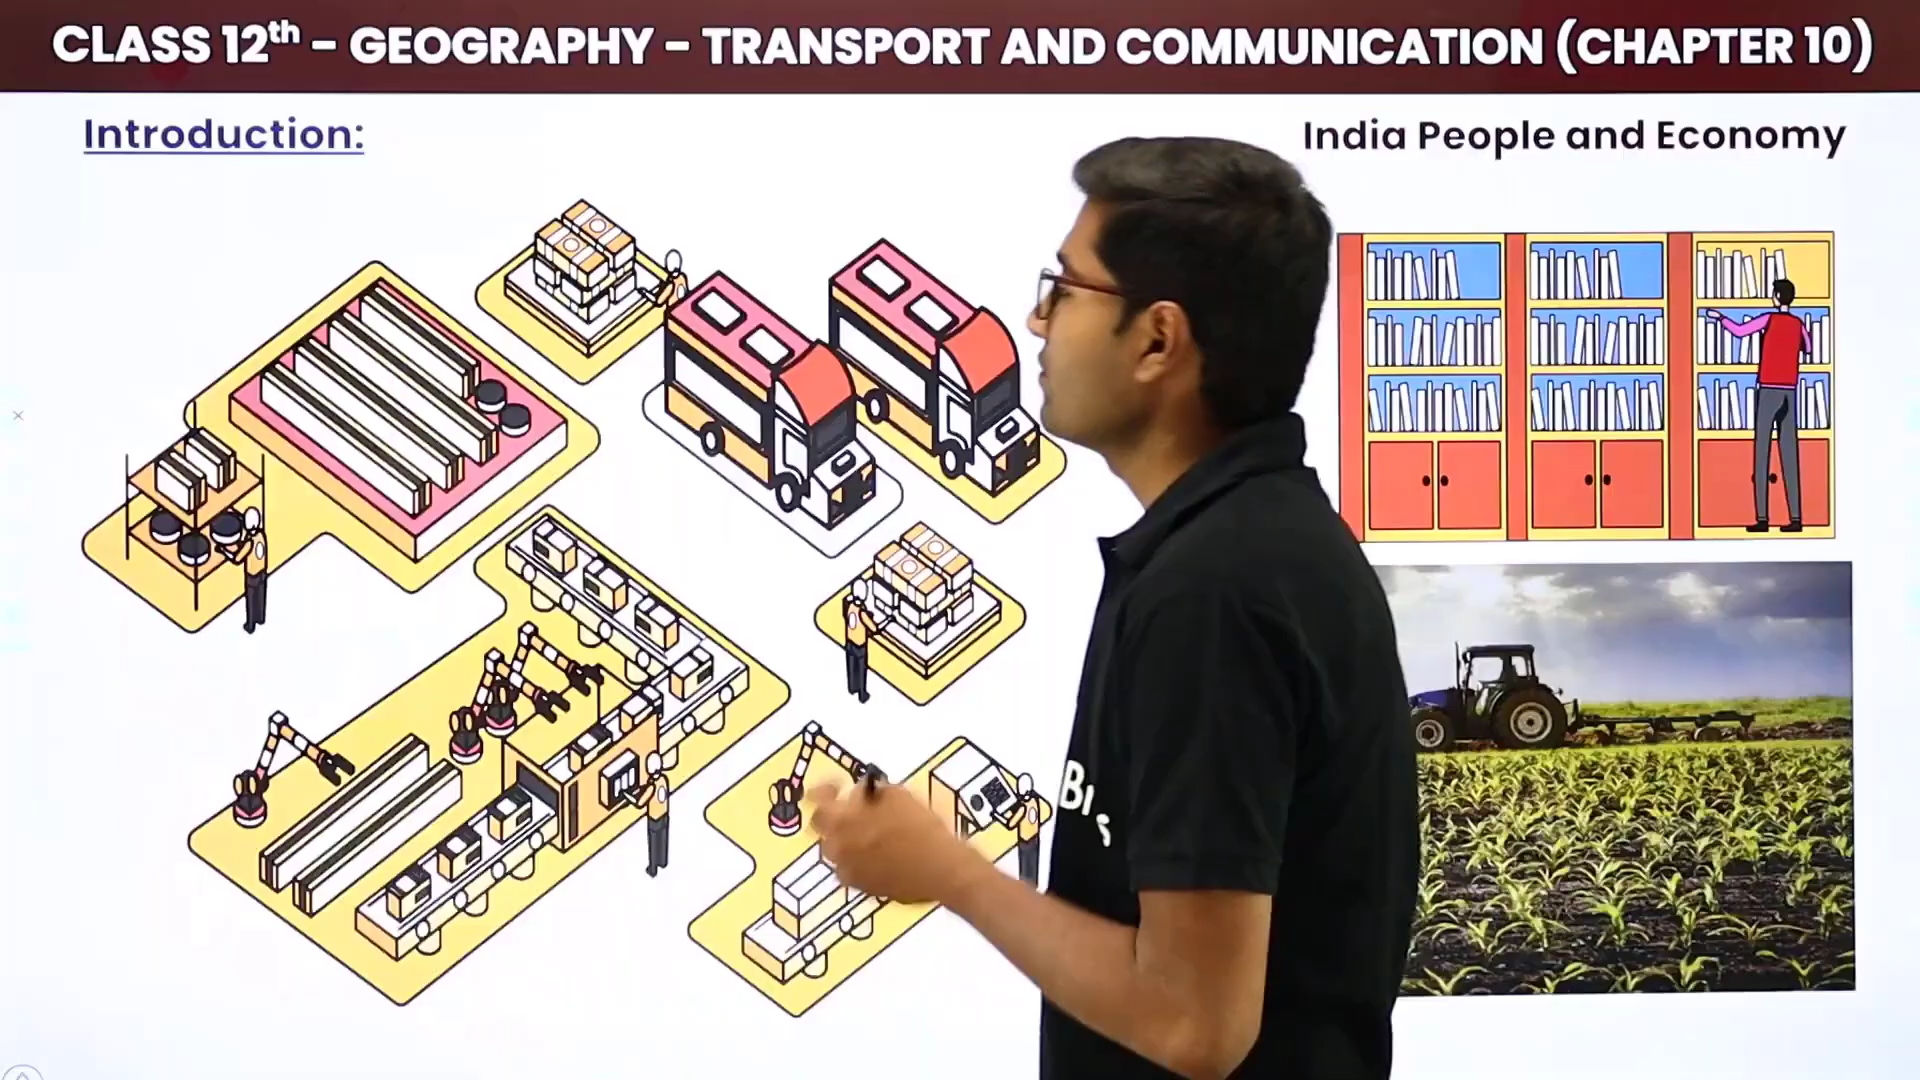 CLASS 12th - GEOGRAPHY - TRANSPORT AND COMMUNICATION (CHAPTER 10)
Introduction:
India People and Economy